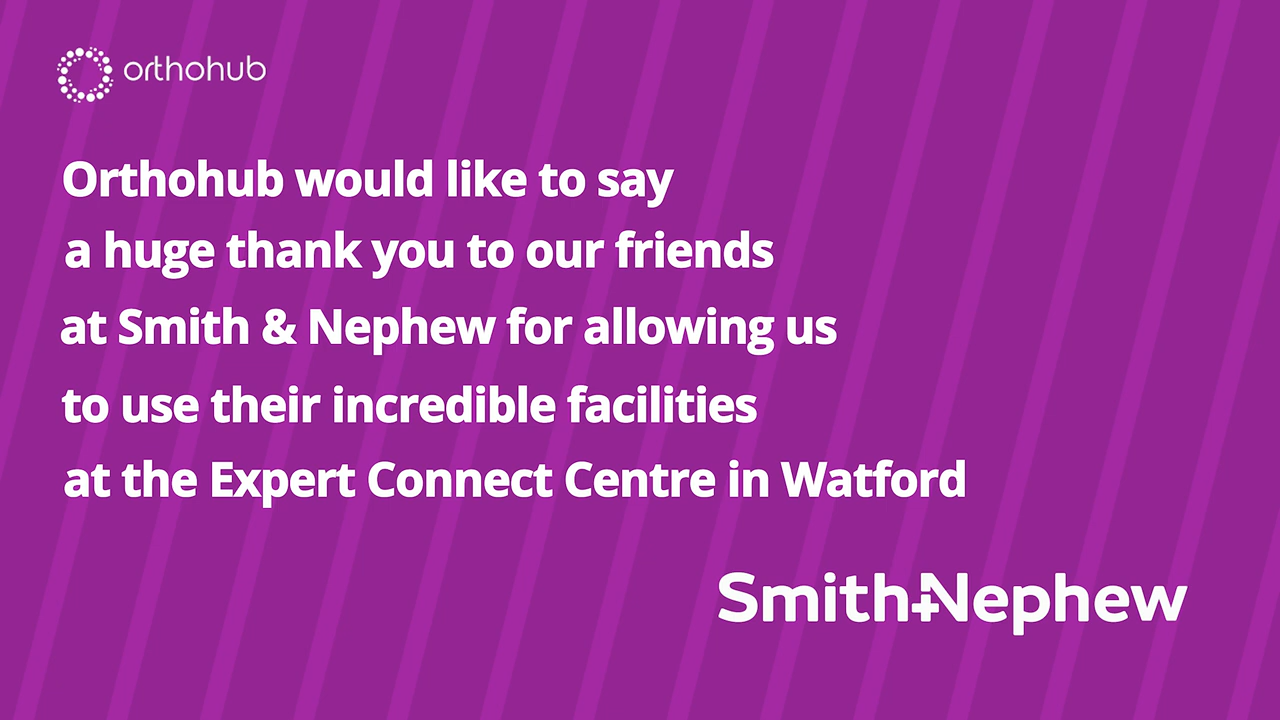 orthohub
Orthohub would like to say
a huge thank you to our friends
at Smith & Nephew for allowing us
to use their incredible facilities
at the Expert Connect Centre in Watford
Smith+Nephew